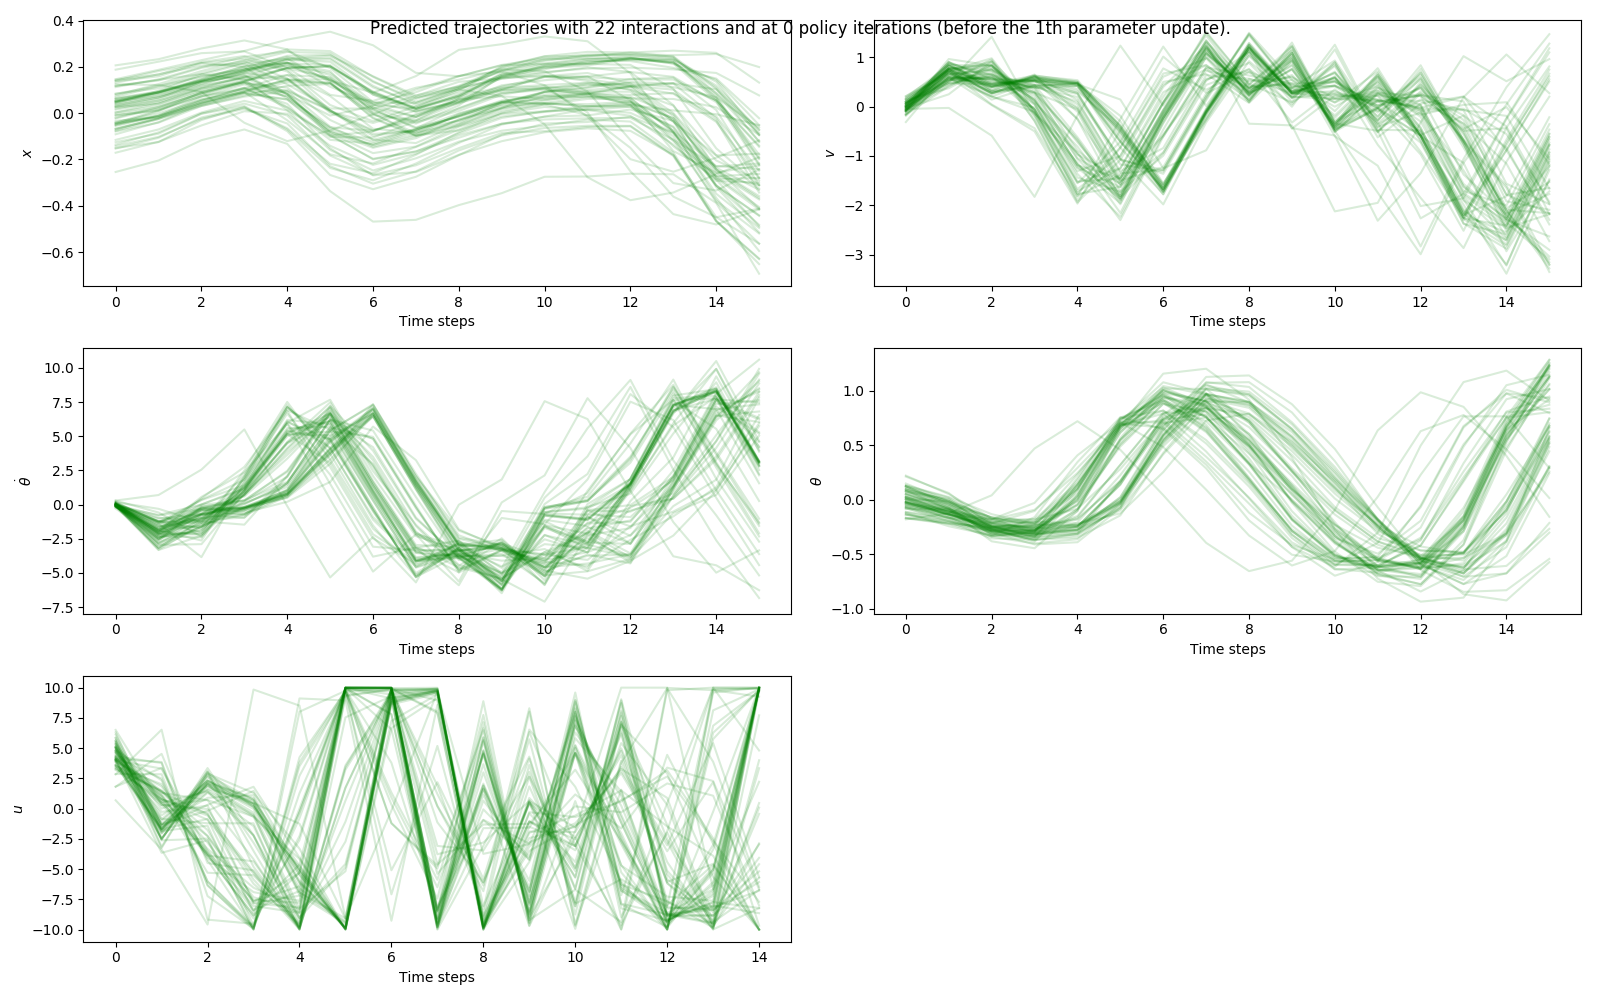 Predicted trajectories with 22 interactions and at 0 policy iterations (before the 1th parameter update).
0.4
0.2
0.0
−0.2
−0.4
−0.6
x
0 2 4 6 8 10 12 14
Time steps
1
0
−1
−2
−3
v
0 2 4 6 8 10 12 14
Time steps
10.0
7.5
5.0
2.5
0.0
−2.5
−5.0
−7.5
θ̇
0 2 4 6 8 10 12 14
Time steps
1.0
0.5
0.0
−0.5
−1.0
θ
0 2 4 6 8 10 12 14
Time steps
10.0
7.5
5.0
2.5
0.0
−2.5
−5.0
−7.5
−10.0
u
0 2 4 6 8 10 12 14
Time steps